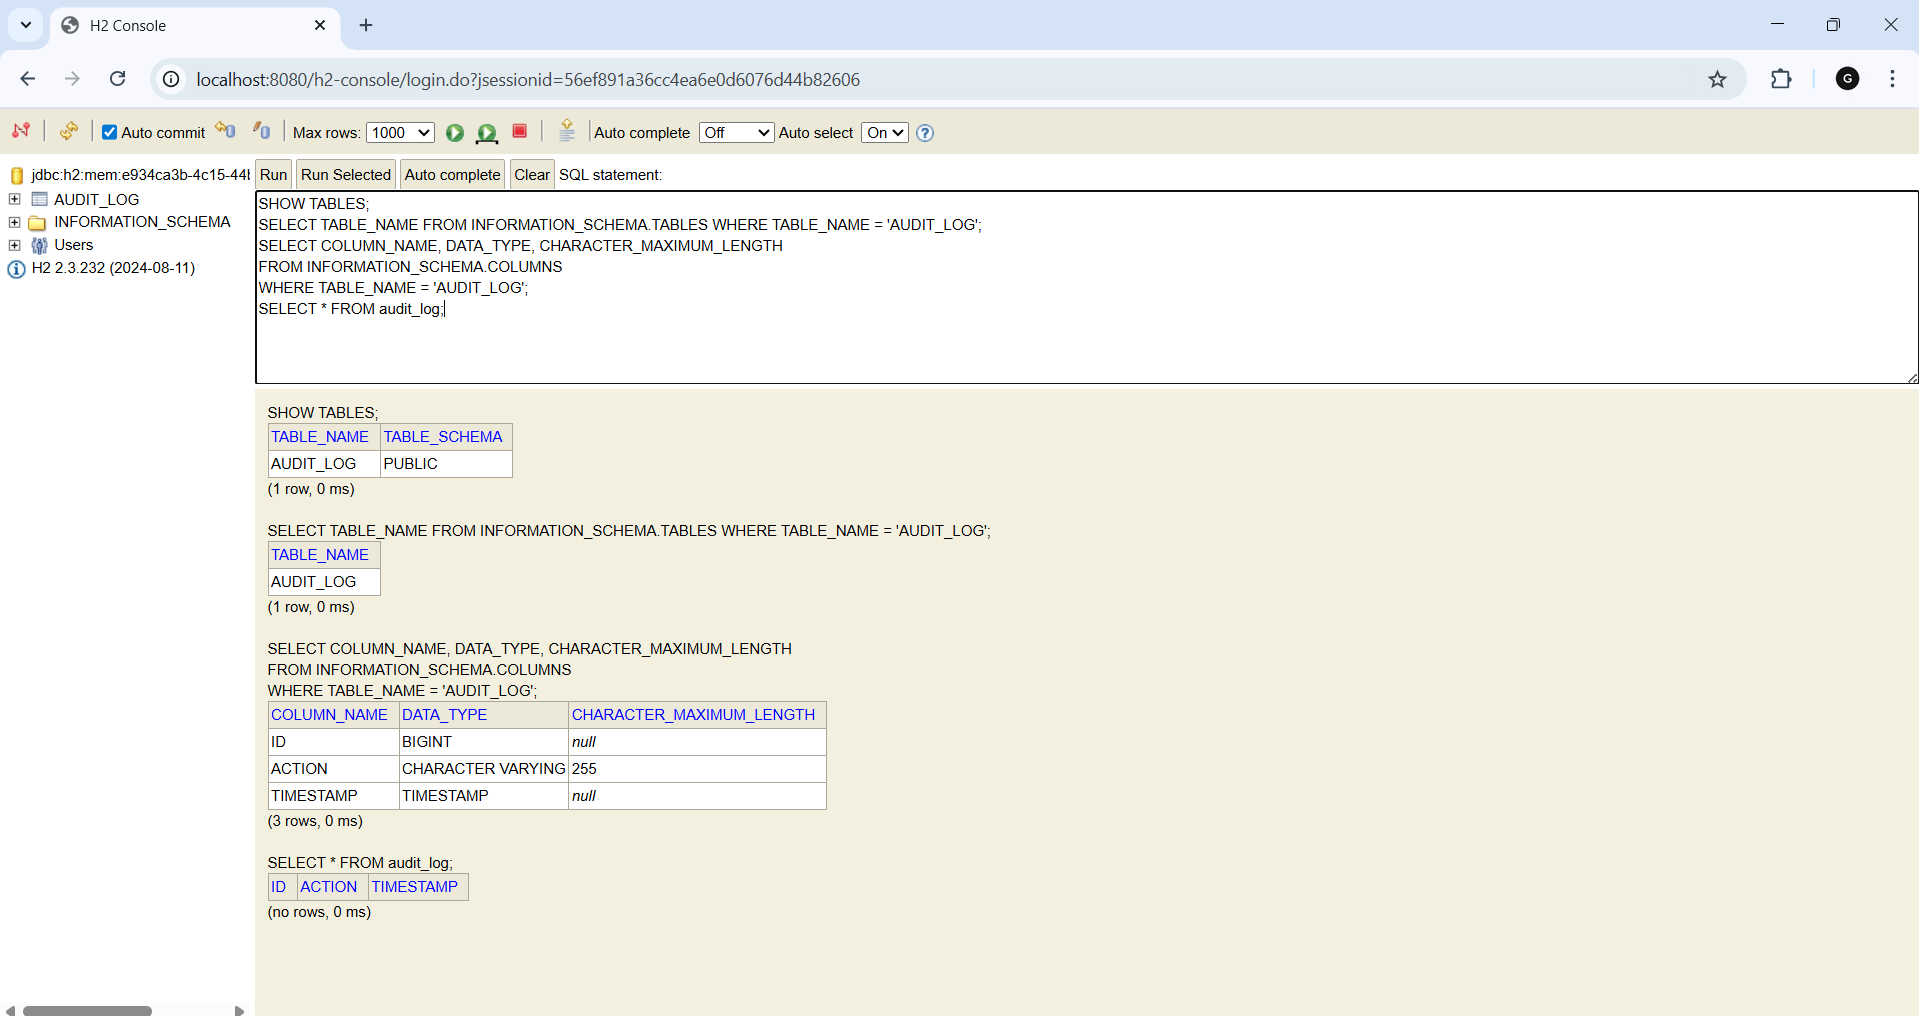 H2 Console
localhost:8080/h2-console/login.do?jsessionid=56ef891a36cc4ea6e0d6076d44b82606
G
Auto commit Max rows: 1000 Auto complete Off Auto select On
jdbc:h2:mem:e934ca3b-4c15-44
AUDIT_LOG
INFORMATION_SCHEMA
Users
H2 2.3.232 (2024-08-11)
Run Run Selected Auto complete Clear SQL statement:
SHOW TABLES;
SELECT TABLE_NAME FROM INFORMATION_SCHEMA.TABLES WHERE TABLE_NAME = 'AUDIT_LOG';
SELECT COLUMN_NAME, DATA_TYPE, CHARACTER_MAXIMUM_LENGTH
FROM INFORMATION_SCHEMA.COLUMNS
WHERE TABLE_NAME = 'AUDIT_LOG';
SELECT * FROM audit_log;
SHOW TABLES;
TABLE_NAME TABLE_SCHEMA
AUDIT_LOG PUBLIC
(1 row, 0 ms)
SELECT TABLE_NAME FROM INFORMATION_SCHEMA.TABLES WHERE TABLE_NAME = 'AUDIT_LOG';
TABLE_NAME
AUDIT_LOG
(1 row, 0 ms)
SELECT COLUMN_NAME, DATA_TYPE, CHARACTER_MAXIMUM_LENGTH
FROM INFORMATION_SCHEMA.COLUMNS
WHERE TABLE_NAME = 'AUDIT_LOG';
COLUMN_NAME DATA_TYPE CHARACTER_MAXIMUM_LENGTH
ID BIGINT null
ACTION CHARACTER VARYING 255
TIMESTAMP TIMESTAMP null
(3 rows, 0 ms)
SELECT * FROM audit_log;
ID ACTION TIMESTAMP
(no rows, 0 ms)